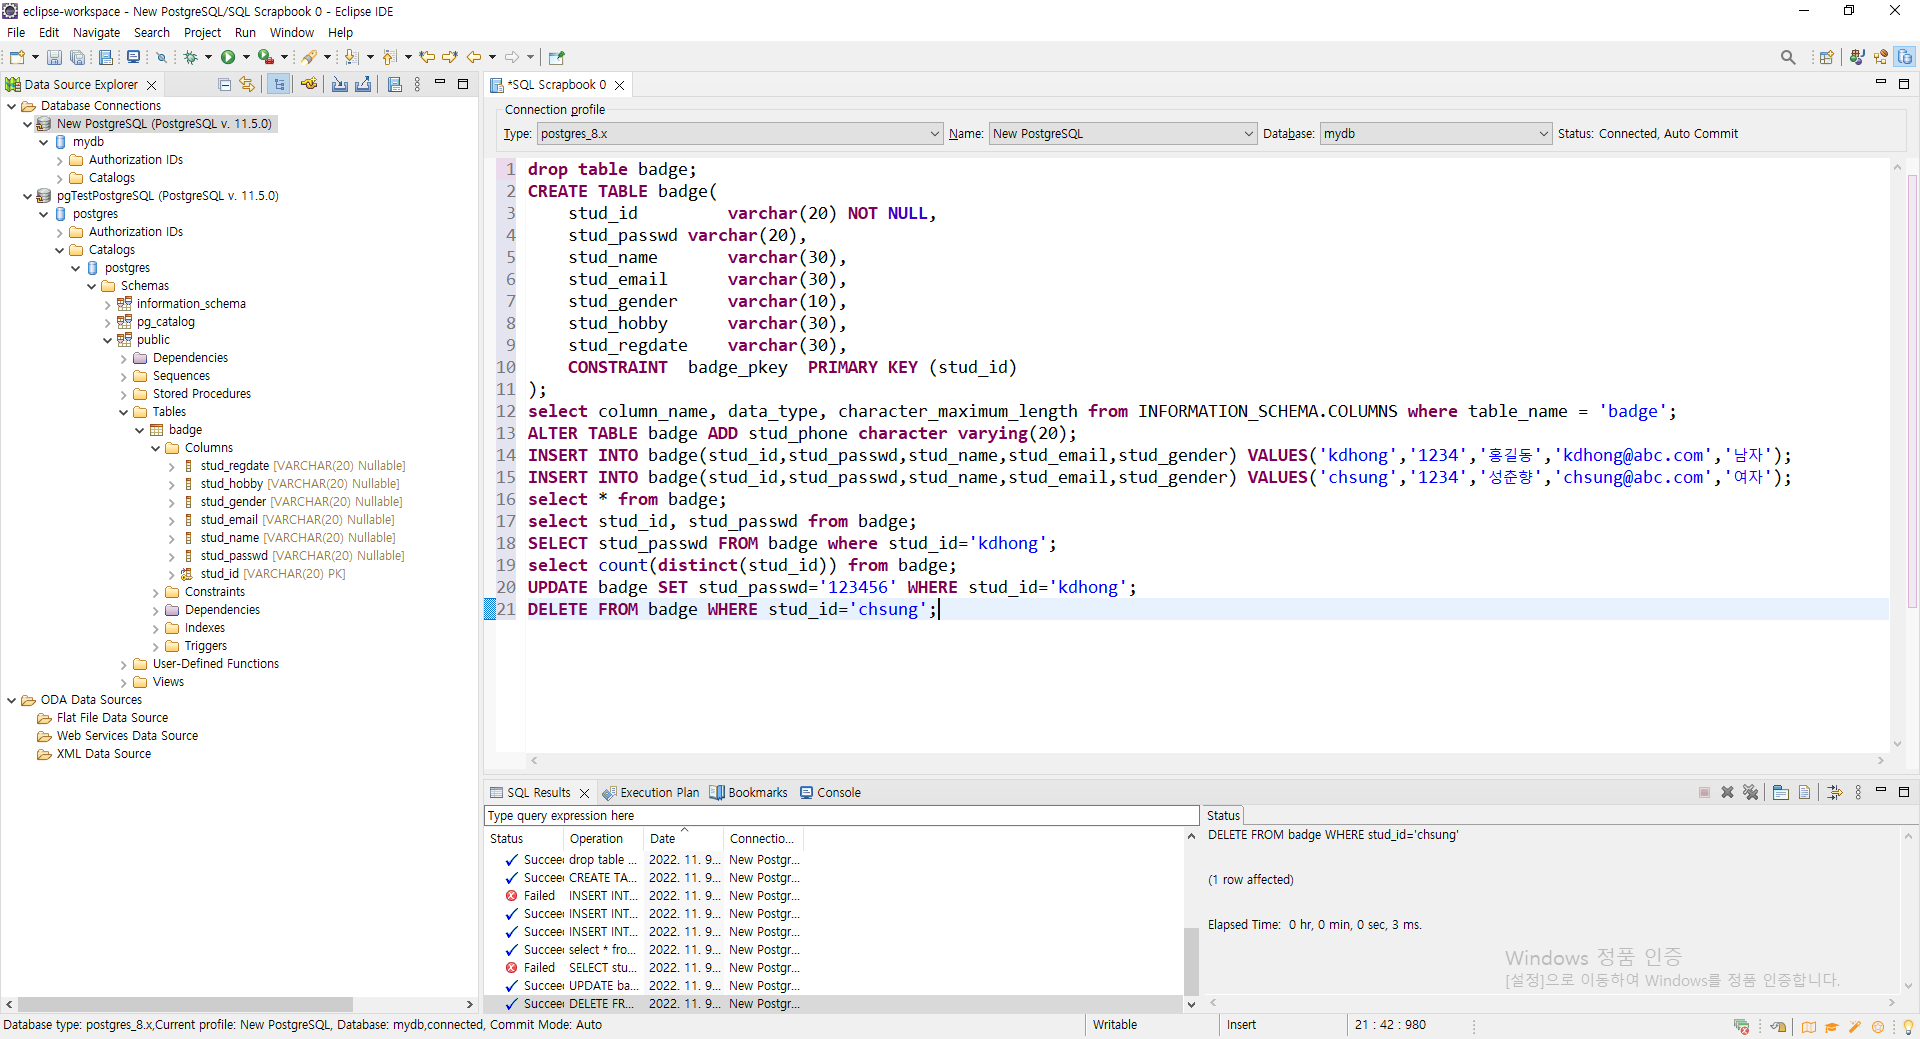 eclipse-workspace - New PostgreSQL/SQL Scrapbook 0 - Eclipse IDE
File Edit Navigate Search Project Run Window Help
Data Source Explorer
Database Connections
New PostgreSQL (PostgreSQL v. 11.5.0)
mydb
Authorization IDs
Catalogs
pgTestPostgreSQL (PostgreSQL v. 11.5.0)
postgres
Authorization IDs
Catalogs
postgres
Schemas
information_schema
pg_catalog
public
Dependencies
Sequences
Stored Procedures
Tables
badge
Columns
stud_regdate [VARCHAR(20) Nullable]
stud_hobby [VARCHAR(20) Nullable]
stud_gender [VARCHAR(20) Nullable]
stud_email [VARCHAR(20) Nullable]
stud_name [VARCHAR(20) Nullable]
stud_passwd [VARCHAR(20) Nullable]
stud_id [VARCHAR(20) PK]
Constraints
Dependencies
Indexes
Triggers
User-Defined Functions
Views
ODA Data Sources
Flat File Data Source
Web Services Data Source
XML Data Source
*SQL Scrapbook 0
Connection profile
Type: postgres_8.x Name: New PostgreSQL Database: mydb Status: Connected, Auto Commit
1 drop table badge;
2 CREATE TABLE badge(
3 stud_id varchar(20) NOT NULL,
4 stud_passwd varchar(20),
5 stud_name varchar(30),
6 stud_email varchar(30),
7 stud_gender varchar(10),
8 stud_hobby varchar(30),
9 stud_regdate varchar(30),
10 CONSTRAINT badge_pkey PRIMARY KEY (stud_id)
11 );
12 select column_name, data_type, character_maximum_length from INFORMATION_SCHEMA.COLUMNS where table_name = 'badge';
13 ALTER TABLE badge ADD stud_phone character varying(20);
14 INSERT INTO badge(stud_id,stud_passwd,stud_name,stud_email,stud_gender) VALUES('kdhong','1234','홍길동','kdhong@abc.com','남자');
15 INSERT INTO badge(stud_id,stud_passwd,stud_name,stud_email,stud_gender) VALUES('chsung','1234','성춘향','chsung@abc.com','여자');
16 select * from badge;
17 select stud_id, stud_passwd from badge;
18 SELECT stud_passwd FROM badge where stud_id='kdhong';
19 select count(distinct(stud_id)) from badge;
20 UPDATE badge SET stud_passwd='123456' WHERE stud_id='kdhong';
21 DELETE FROM badge WHERE stud_id='chsung';
SQL Results Execution Plan Bookmarks Console
Type query expression here
Status Operation Date Connectio...
Succee drop table ... 2022. 11. 9... New Postgr...
Succee CREATE TA... 2022. 11. 9... New Postgr...
Failed INSERT INT... 2022. 11. 9... New Postgr...
Succee INSERT INT... 2022. 11. 9... New Postgr...
Succee INSERT INT... 2022. 11. 9... New Postgr...
Succee select * fro... 2022. 11. 9... New Postgr...
Failed SELECT stu... 2022. 11. 9... New Postgr...
Succee UPDATE ba... 2022. 11. 9... New Postgr...
Succee DELETE FR... 2022. 11. 9... New Postgr...
Status
DELETE FROM badge WHERE stud_id='chsung'
(1 row affected)
Elapsed Time: 0 hr, 0 min, 0 sec, 3 ms.
Windows 정품 인증
[설정]으로 이동하여 Windows를 정품 인증합니다.
Database type: postgres_8.x,Current profile: New PostgreSQL, Database: mydb,connected, Commit Mode: Auto
Writable
Insert
21 : 42 : 980